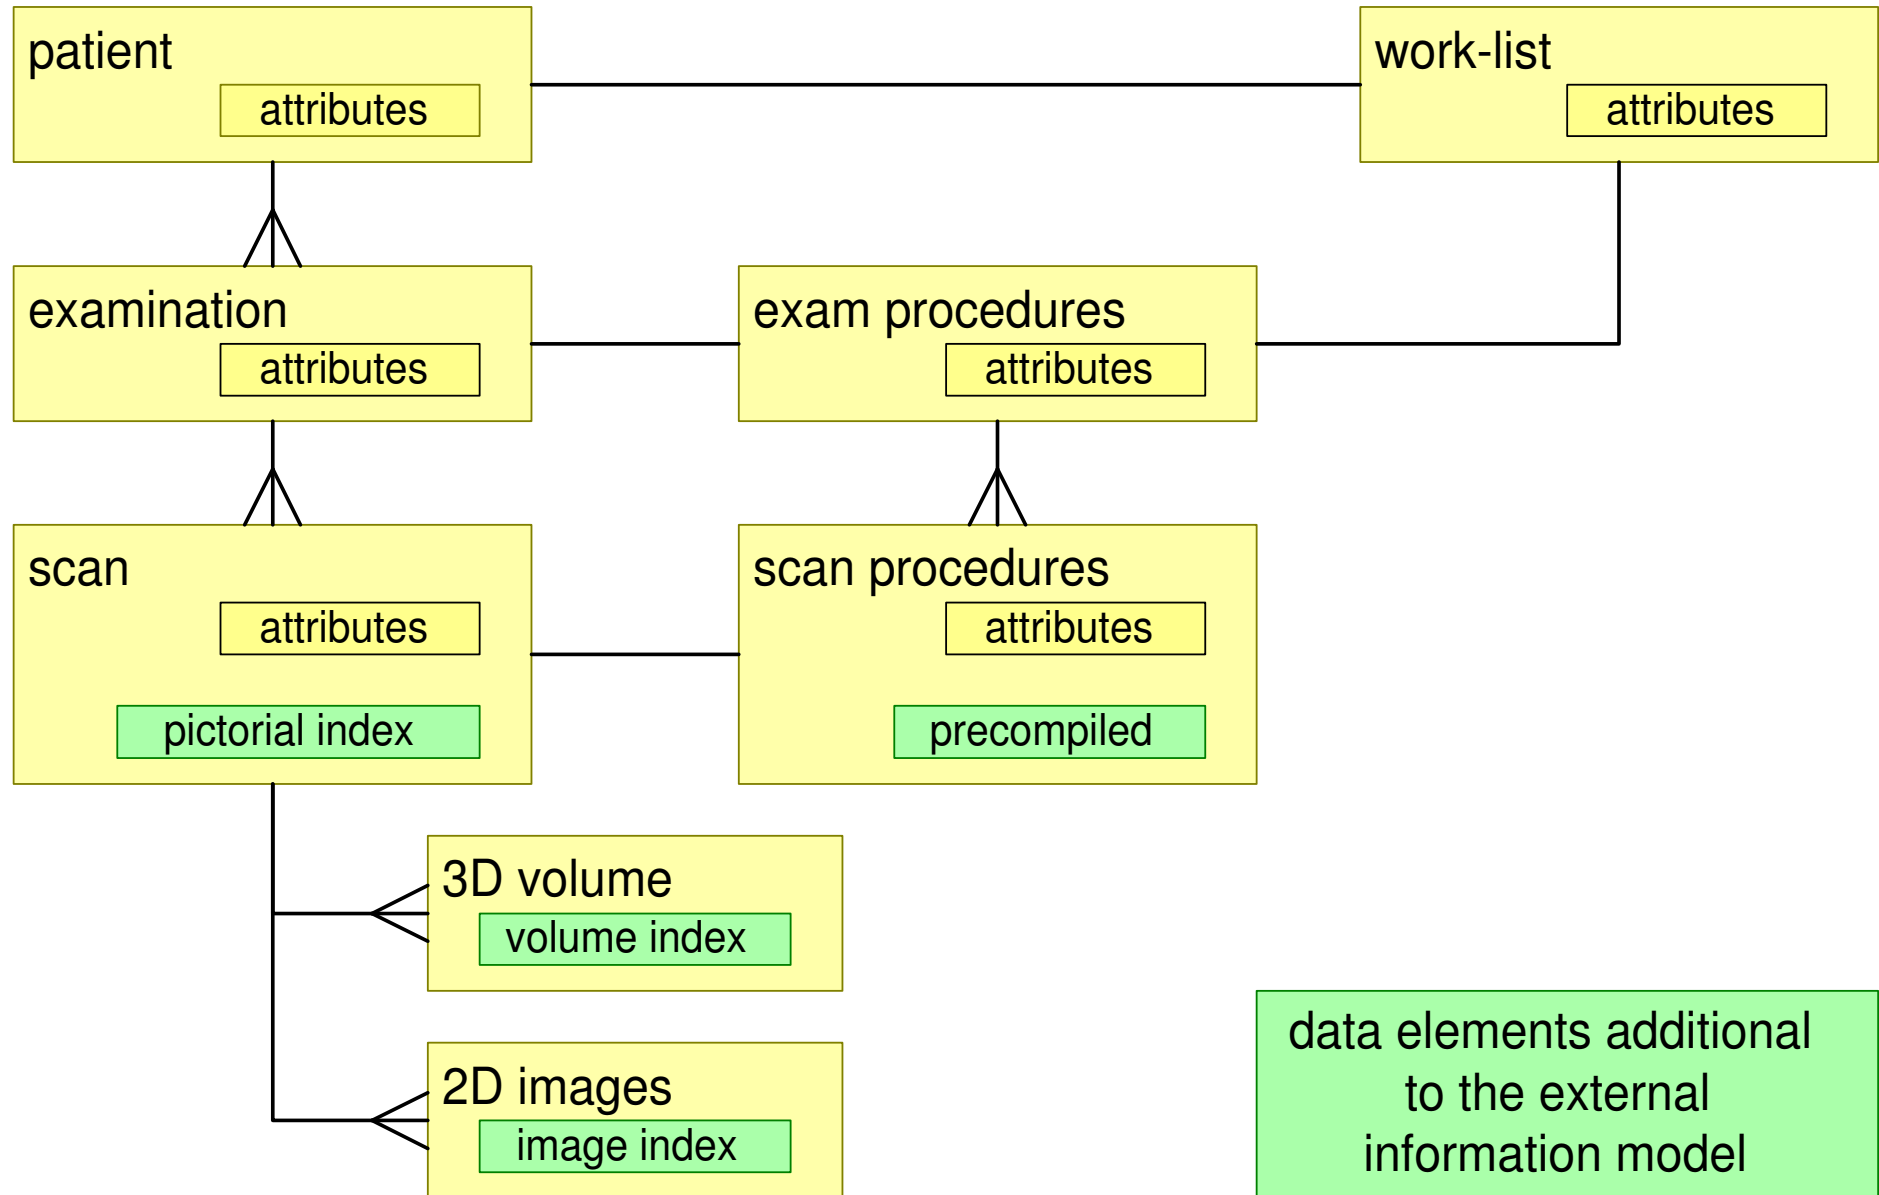 patient
attributes
work-list
attributes
examination
attributes
exam procedures
attributes
scan
attributes
pictorial index
scan procedures
attributes
precompiled
3D volume
volume index
2D images
image index
data elements additional
to the external
information model